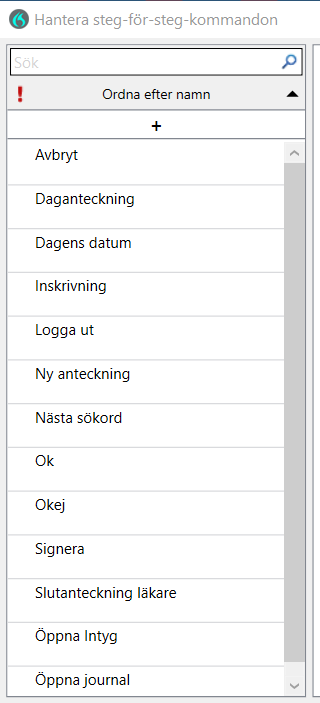 Hantera steg-för-steg-kommandon
Sök
Ordna efter namn
+
Avbryt
Daganteckning
Dagens datum
Inskrivning
Logga ut
Ny anteckning
Nästa sökord
Ok
Okej
Signera
Slutanteckning läkare
Öppna Intyg
Öppna journal